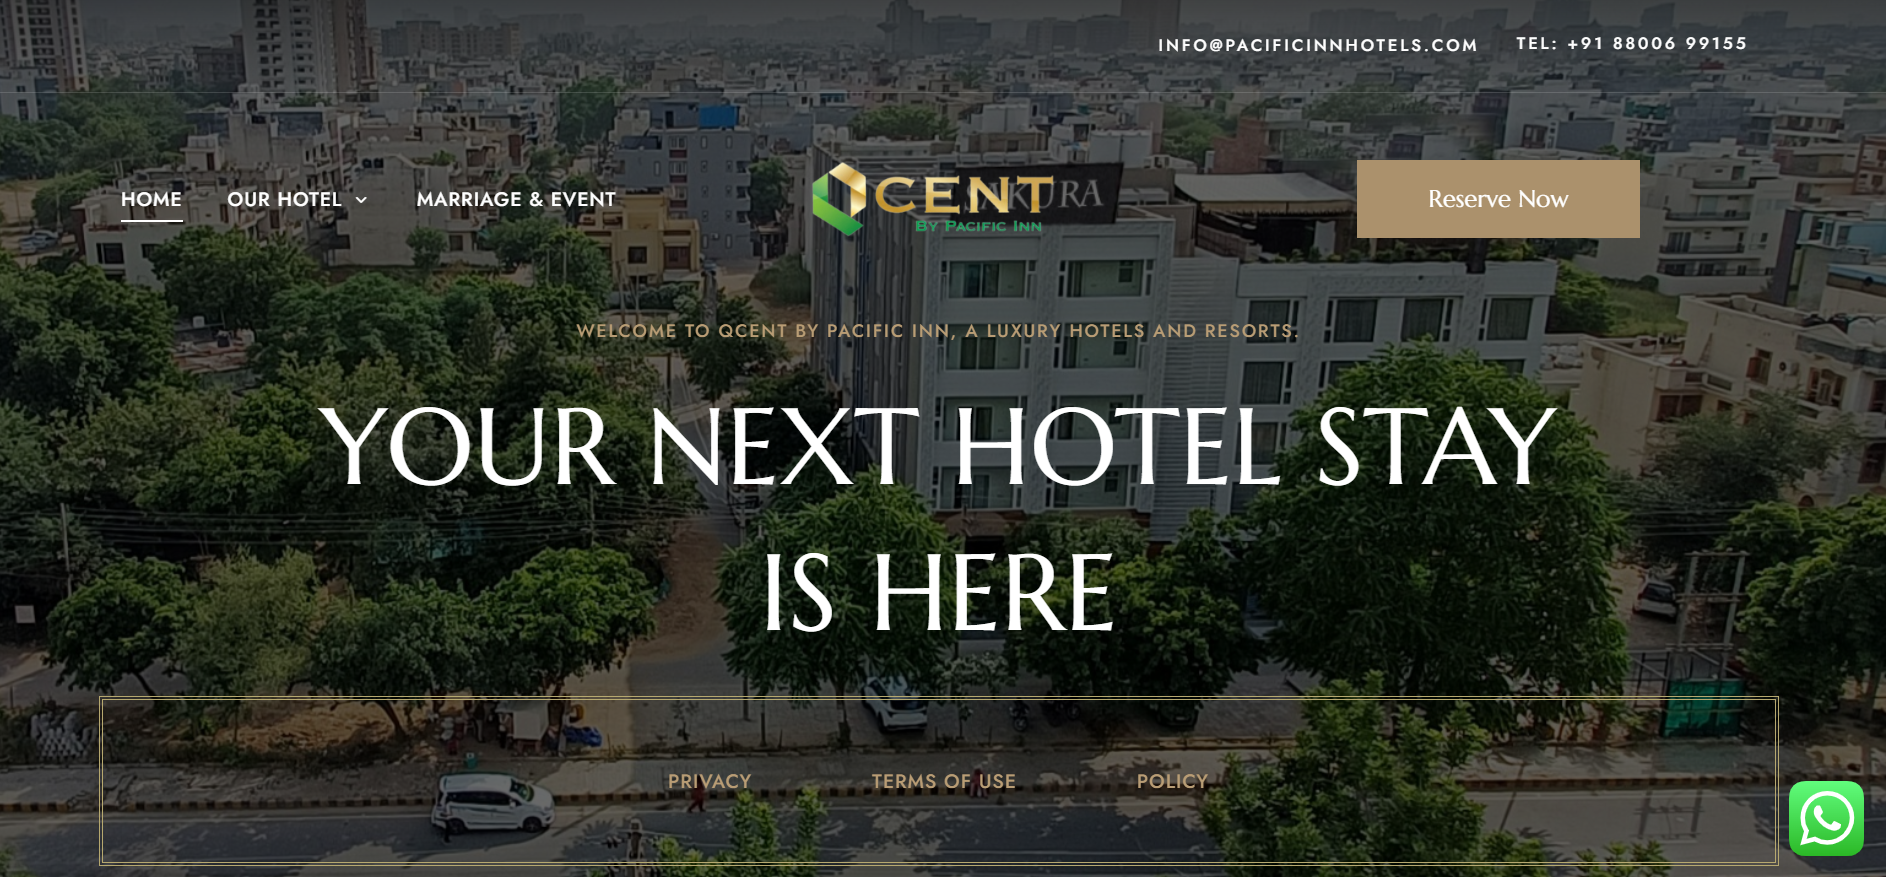 INFO@PACIFICINNHOTELS.COM
TEL: +91 88006 99155
HOME
OUR HOTEL
MARRIAGE & EVENT
QCENT
BY PACIFIC INN
Reserve Now
WELCOME TO QCENT BY PACIFIC INN, A LUXURY HOTELS AND RESORTS.
YOUR NEXT HOTEL STAY
IS HERE
PRIVACY
TERMS OF USE
POLICY